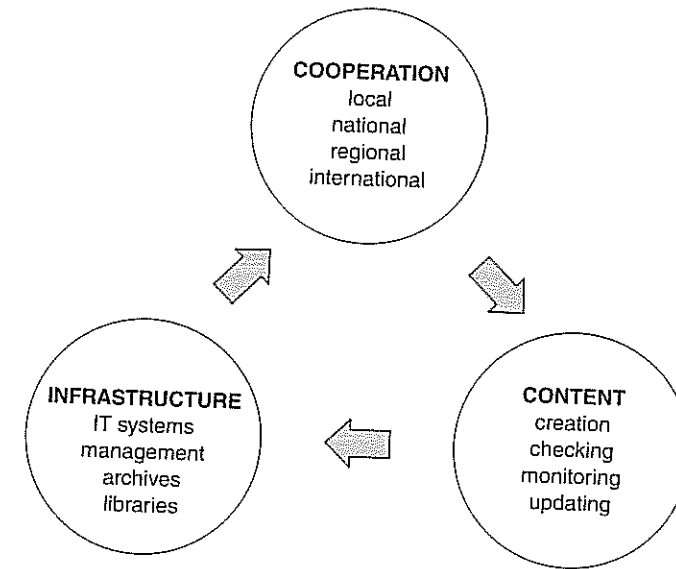 COOPERATION
local
national
regional
international
INFRASTRUCTURE
IT systems
management
archives
libraries
CONTENT
creation
checking
monitoring
updating